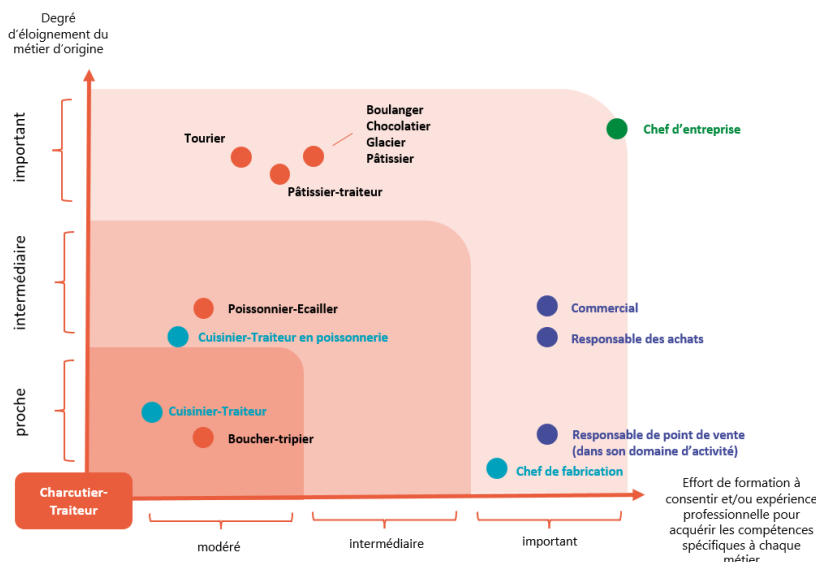 Degré
d'éloignement du
métier d'origine
important
intermédiaire
proche
Tourier
Boulanger
Chocolatier
Glacier
Pâtissier
Pâtissier-traiteur
Chef d'entreprise
Poissonnier-Ecailler
Cuisinier-Traiteur en poissonnerie
Commercial
Responsable des achats
Cuisinier-Traiteur
Boucher-tripier
Responsable de point de vente
(dans son domaine d'activité)
Chef de fabrication
Charcutier-
Traiteur
modéré
intermédiaire
important
Effort de formation à
consentir et/ou expérience
professionnelle pour
acquérir les compétences
spécifiques à chaque
métier